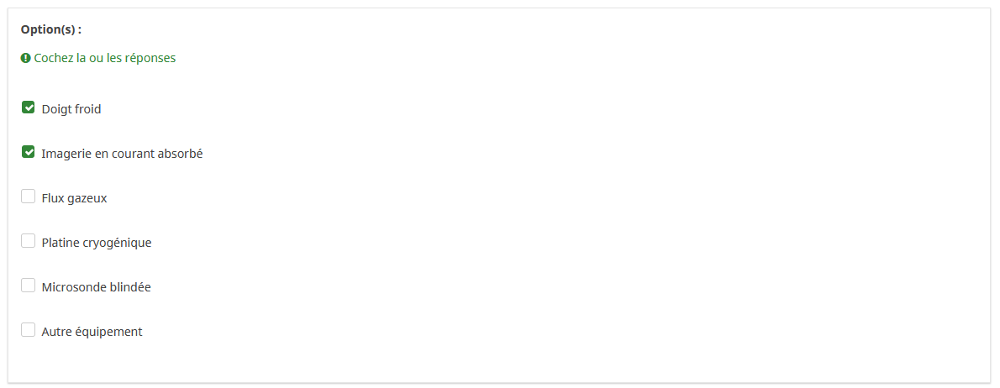 Option(s) :
Cochez la ou les réponses
Doigt froid
Imagerie en courant absorbé
Flux gazeux
Platine cryogénique
Microsonde blindée
Autre équipement